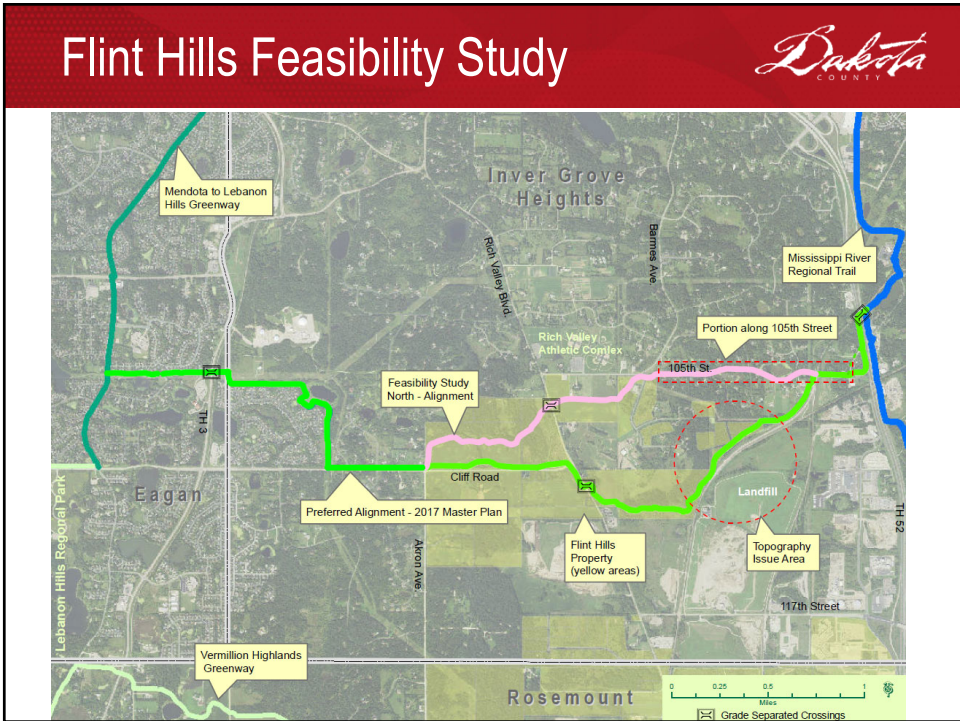 Flint Hills Feasibility Study
Dakota
COUNTY
Mendota to Lebanon
Hills Greenway
Inver Grove
Heights
Rich Valley Blvd.
Barmes Ave.
Mississippi River
Regional Trail
Portion along 105th Street
Rich Valley
Athletic Comlex
105th St.
Feasibility Study
North - Alignment
TH 3
Cliff Road
Eagan
Preferred Alignment - 2017 Master Plan
Landfill
TH 52
Lebanon Hills Regional Park
Akron Ave.
Flint Hills
Property
(yellow areas)
Topography
Issue Area
117th Street
Vermillion Highlands
Greenway
Rosemount
0 0.25 0.5 1
Miles
Grade Separated Crossings